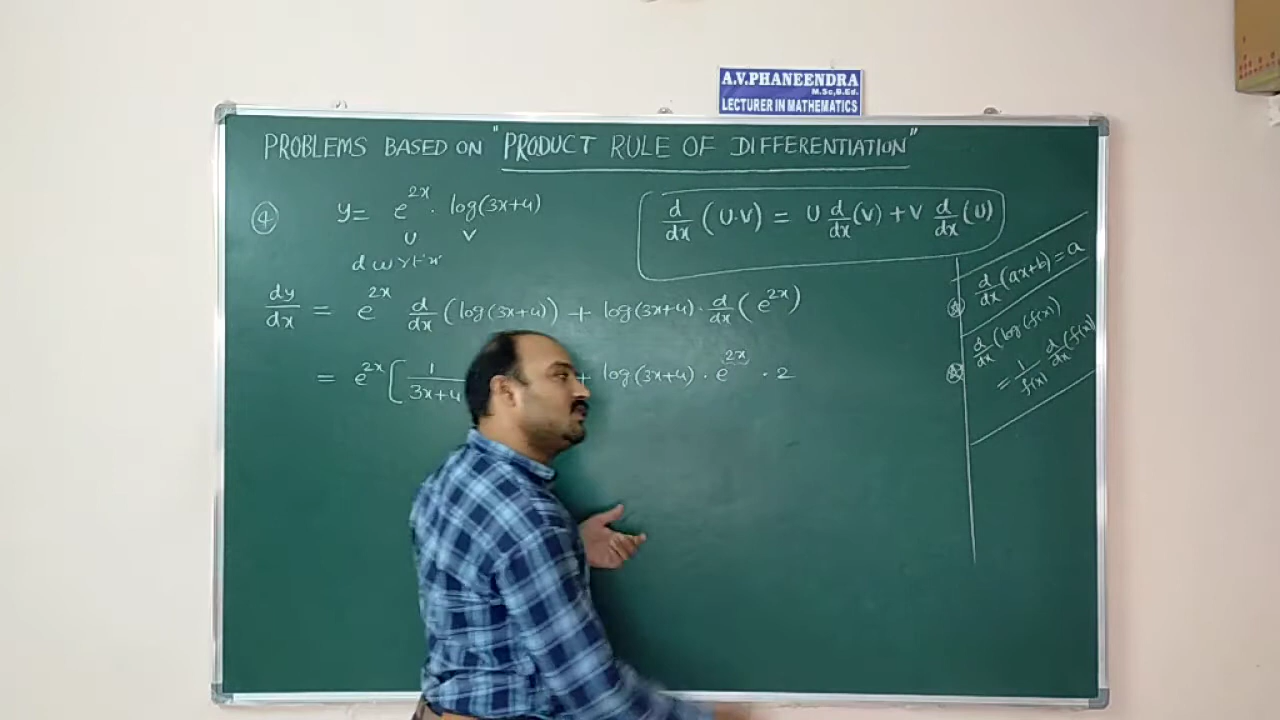 A.V.PHANEENDRA
M.Sc,B.Ed.
LECTURER IN MATHEMATICS
PROBLEMS BASED ON "PRODUCT RULE OF DIFFERENTIATION"
④ y = e^{2x} · log(3x+4)
U V
d w r t x
d/dx (U·V) = U d/dx (V) + V d/dx (U)
dy/dx = e^{2x} d/dx (log(3x+4)) + log(3x+4) · d/dx (e^{2x})
= e^{2x} [ 1/3x+4 + log(3x+4) · e^{2x} · 2
d/dx (ax+b) = a
d/dx (log(f(x))
= 1/f(x) d/dx (f(x))